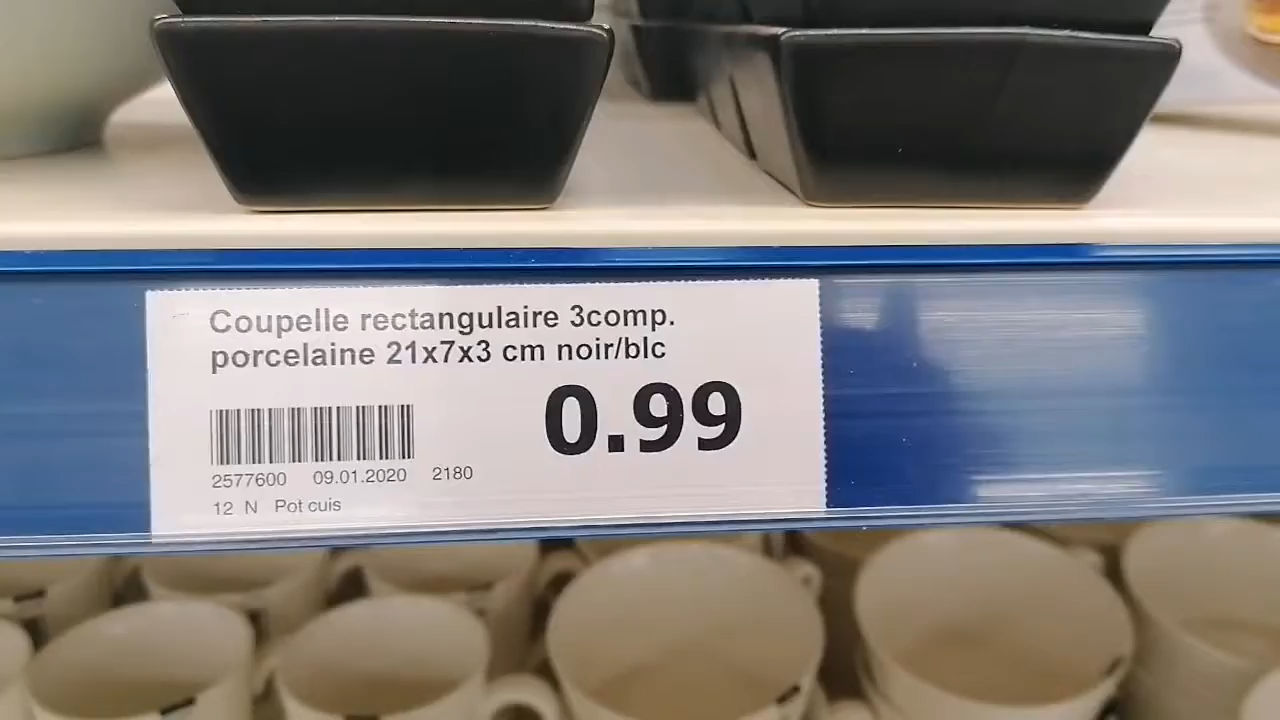 Coupelle rectangulaire 3comp.
porcelaine 21x7x3 cm noir/blc
0.99
2577600 09.01.2020 2180
12 N Pot cuis